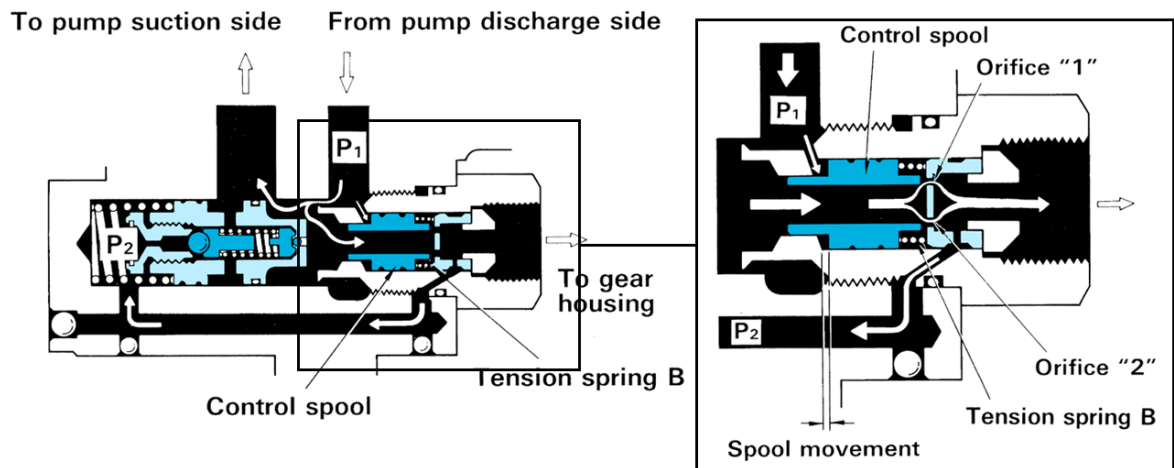 To pump suction side
From pump discharge side
P1
P2
To gear
housing
Tension spring B
Control spool
Control spool
Orifice “1”
P1
P2
Orifice “2”
Tension spring B
Spool movement